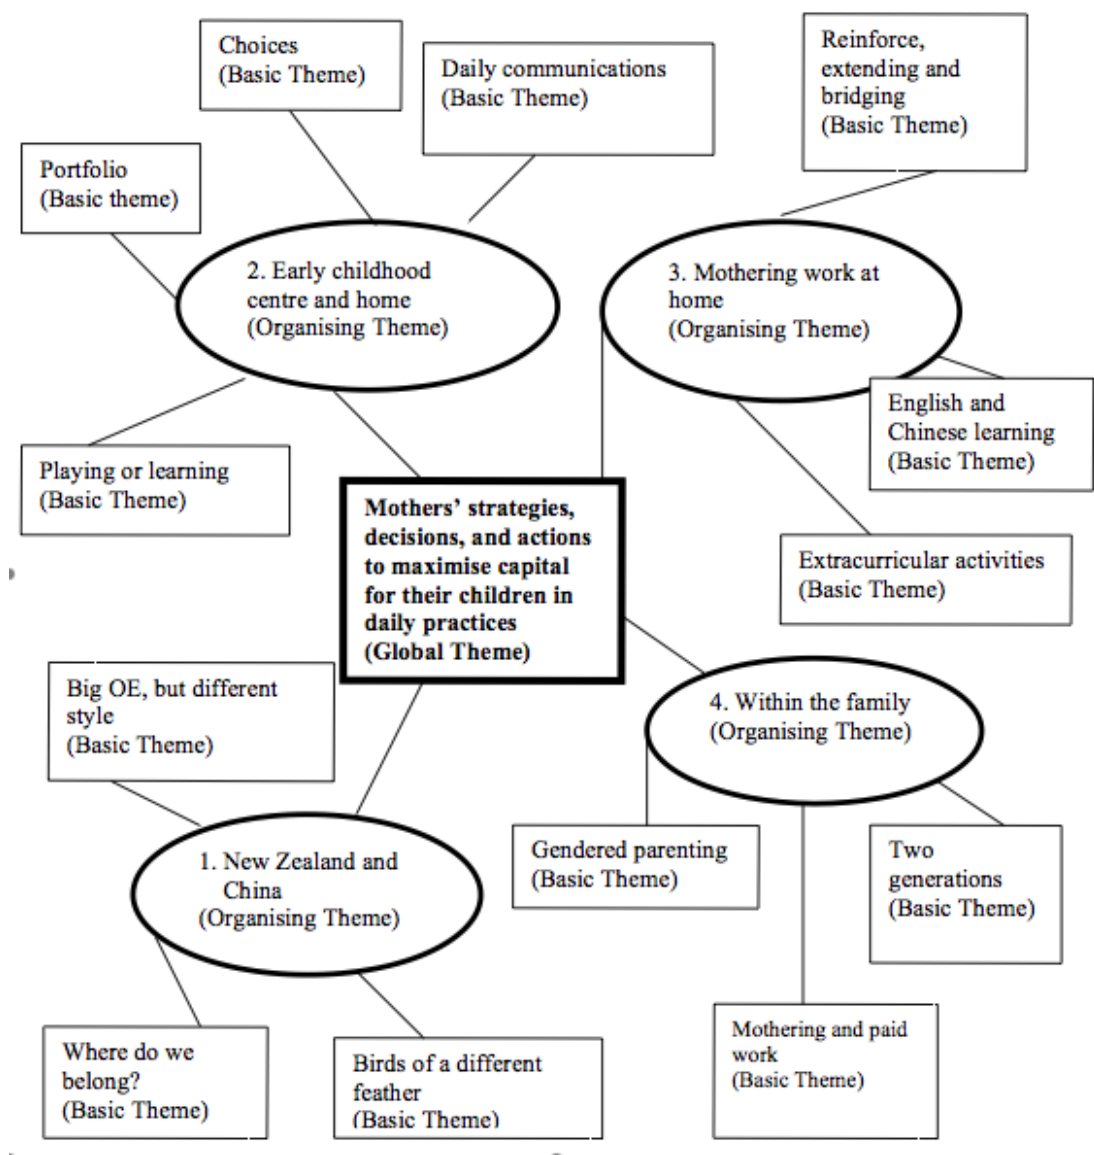 Choices
(Basic Theme)
Daily communications
(Basic Theme)
Reinforce,
extending and
bridging
(Basic Theme)
Portfolio
(Basic theme)
2. Early childhood
centre and home
(Organising Theme)
3. Mothering work at
home
(Organising Theme)
English and
Chinese learning
(Basic Theme)
Playing or learning
(Basic Theme)
Mothers’ strategies,
decisions, and actions
to maximise capital
for their children in
daily practices
(Global Theme)
Extracurricular activities
(Basic Theme)
Big OE, but different
style
(Basic Theme)
4. Within the family
(Organising Theme)
1. New Zealand and
China
(Organising Theme)
Gendered parenting
(Basic Theme)
Two
generations
(Basic Theme)
Where do we
belong?
(Basic Theme)
Birds of a different
feather
(Basic Theme)
Mothering and paid
work
(Basic Theme)